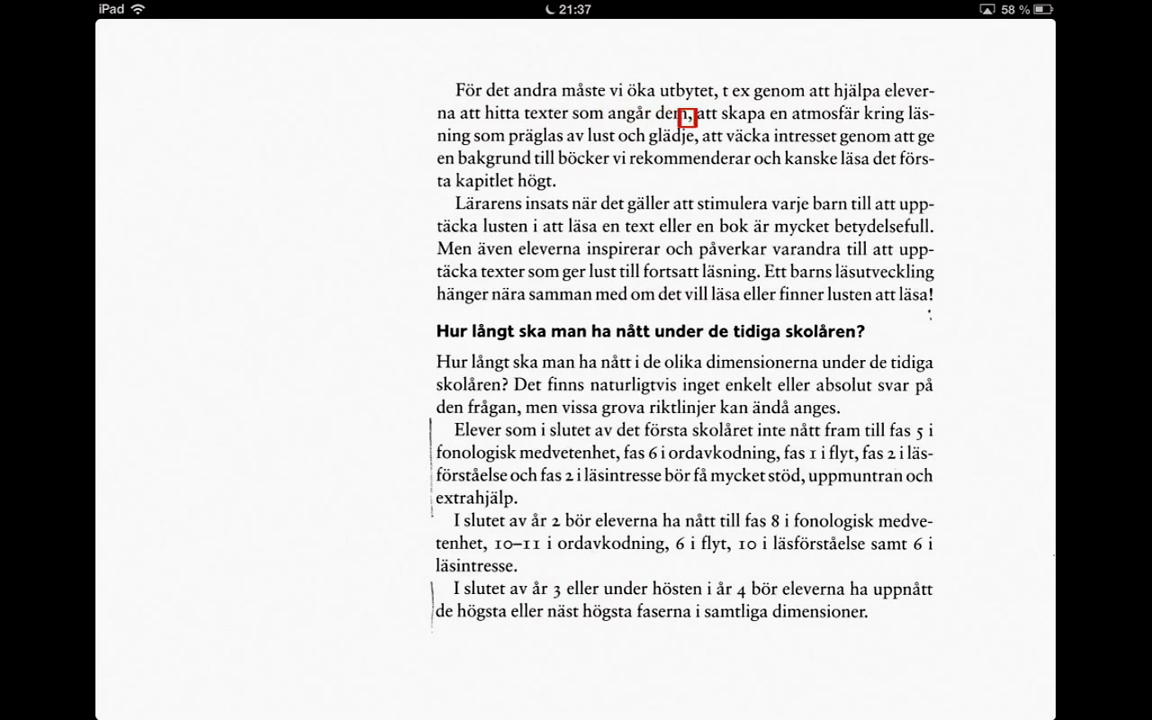 iPad 21:37 58 %
För det andra måste vi öka utbytet, t ex genom att hjälpa elever-
na att hitta texter som angår dem, att skapa en atmosfär kring läs-
ning som präglas av lust och glädje, att väcka intresset genom att ge
en bakgrund till böcker vi rekommenderar och kanske läsa det förs-
ta kapitlet högt.
Lärarens insats när det gäller att stimulera varje barn till att upp-
täcka lusten i att läsa en text eller en bok är mycket betydelsefull.
Men även eleverna inspirerar och påverkar varandra till att upp-
täcka texter som ger lust till fortsatt läsning. Ett barns läsutveckling
hänger nära samman med om det vill läsa eller finner lusten att läsa!
Hur långt ska man ha nått under de tidiga skolåren?
Hur långt ska man ha nått i de olika dimensionerna under de tidiga
skolåren? Det finns naturligtvis inget enkelt eller absolut svar på
den frågan, men vissa grova riktlinjer kan ändå anges.
Elever som i slutet av det första skolåret inte nått fram till fas 5 i
fonologisk medvetenhet, fas 6 i ordavkodning, fas 1 i flyt, fas 2 i läs-
förståelse och fas 2 i läsintresse bör få mycket stöd, uppmuntran och
extrahjälp.
I slutet av år 2 bör eleverna ha nått till fas 8 i fonologisk medve-
tenhet, 10–11 i ordavkodning, 6 i flyt, 10 i läsförståelse samt 6 i
läsintresse.
I slutet av år 3 eller under hösten i år 4 bör eleverna ha uppnått
de högsta eller näst högsta faserna i samtliga dimensioner.